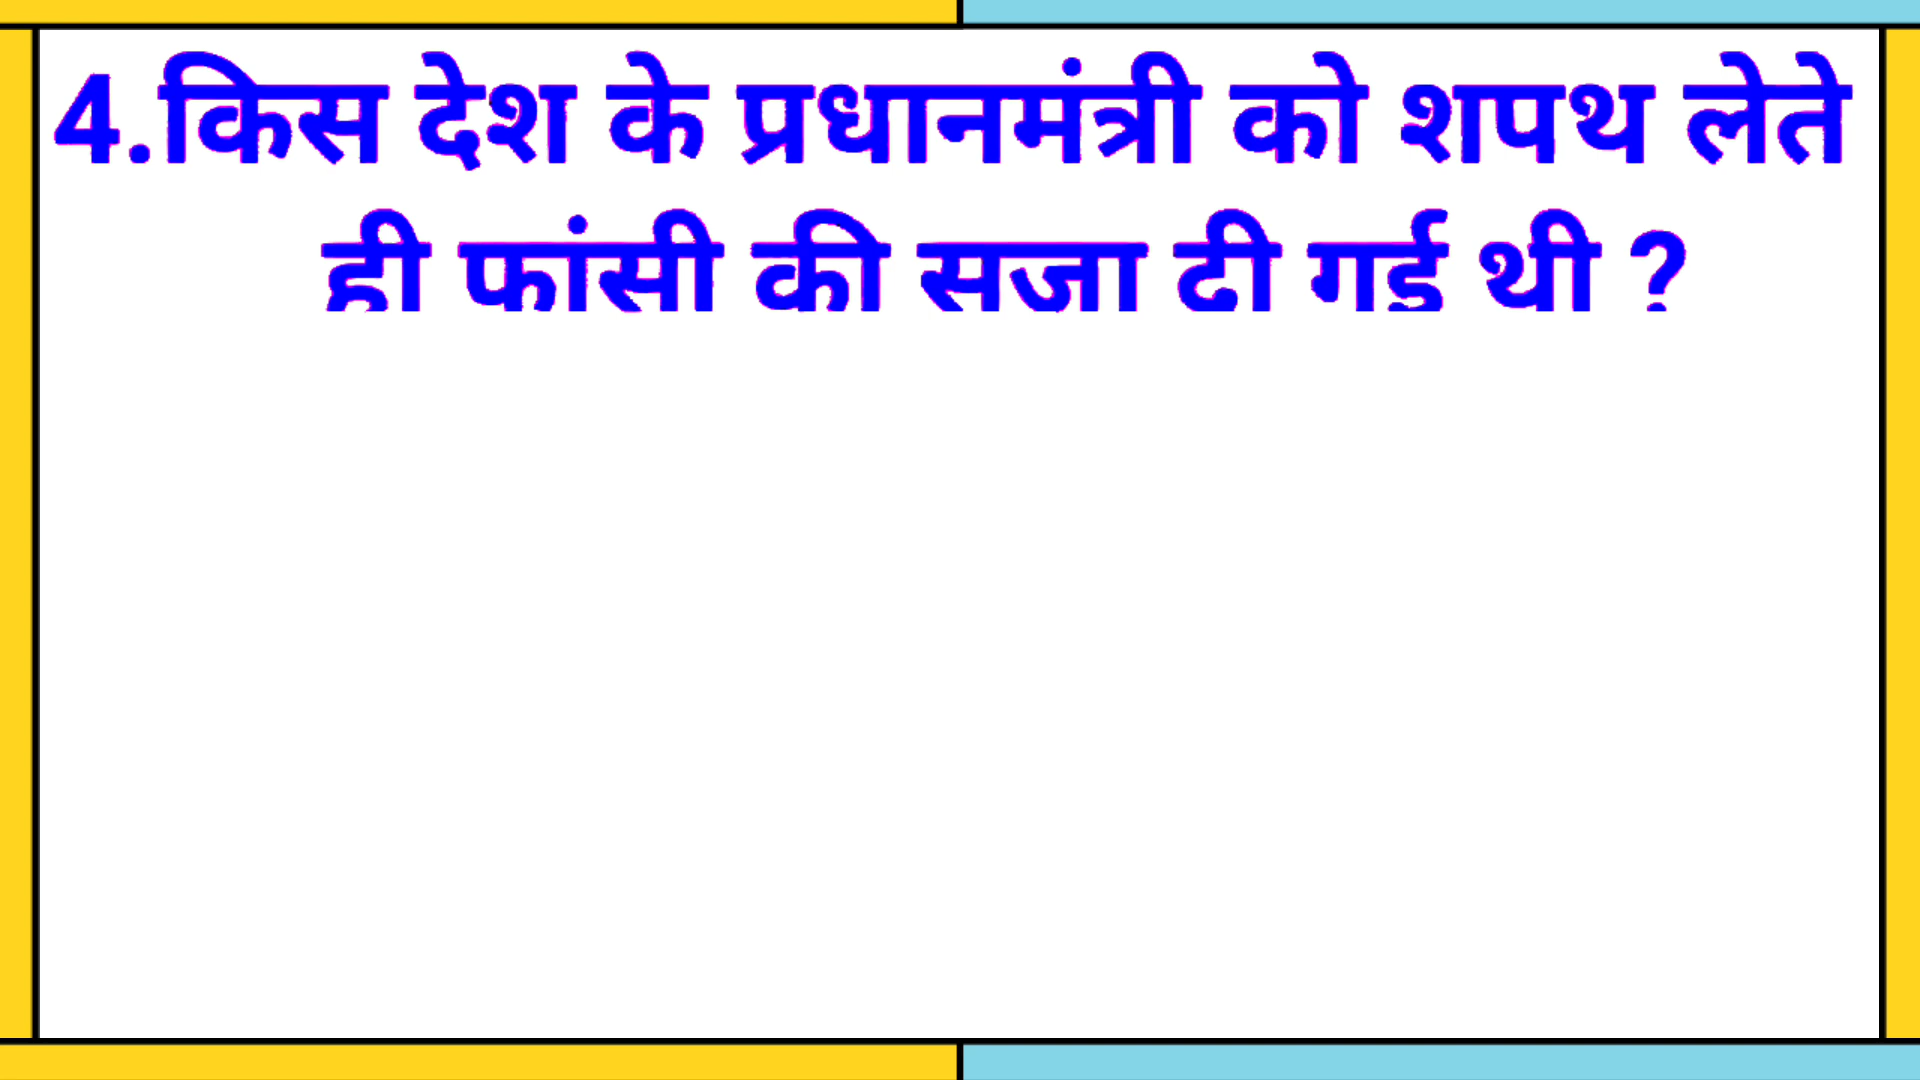 4.किस देश के प्रधानमंत्री को शपथ लेते
ही फांसी की सजा दी गई थी ?